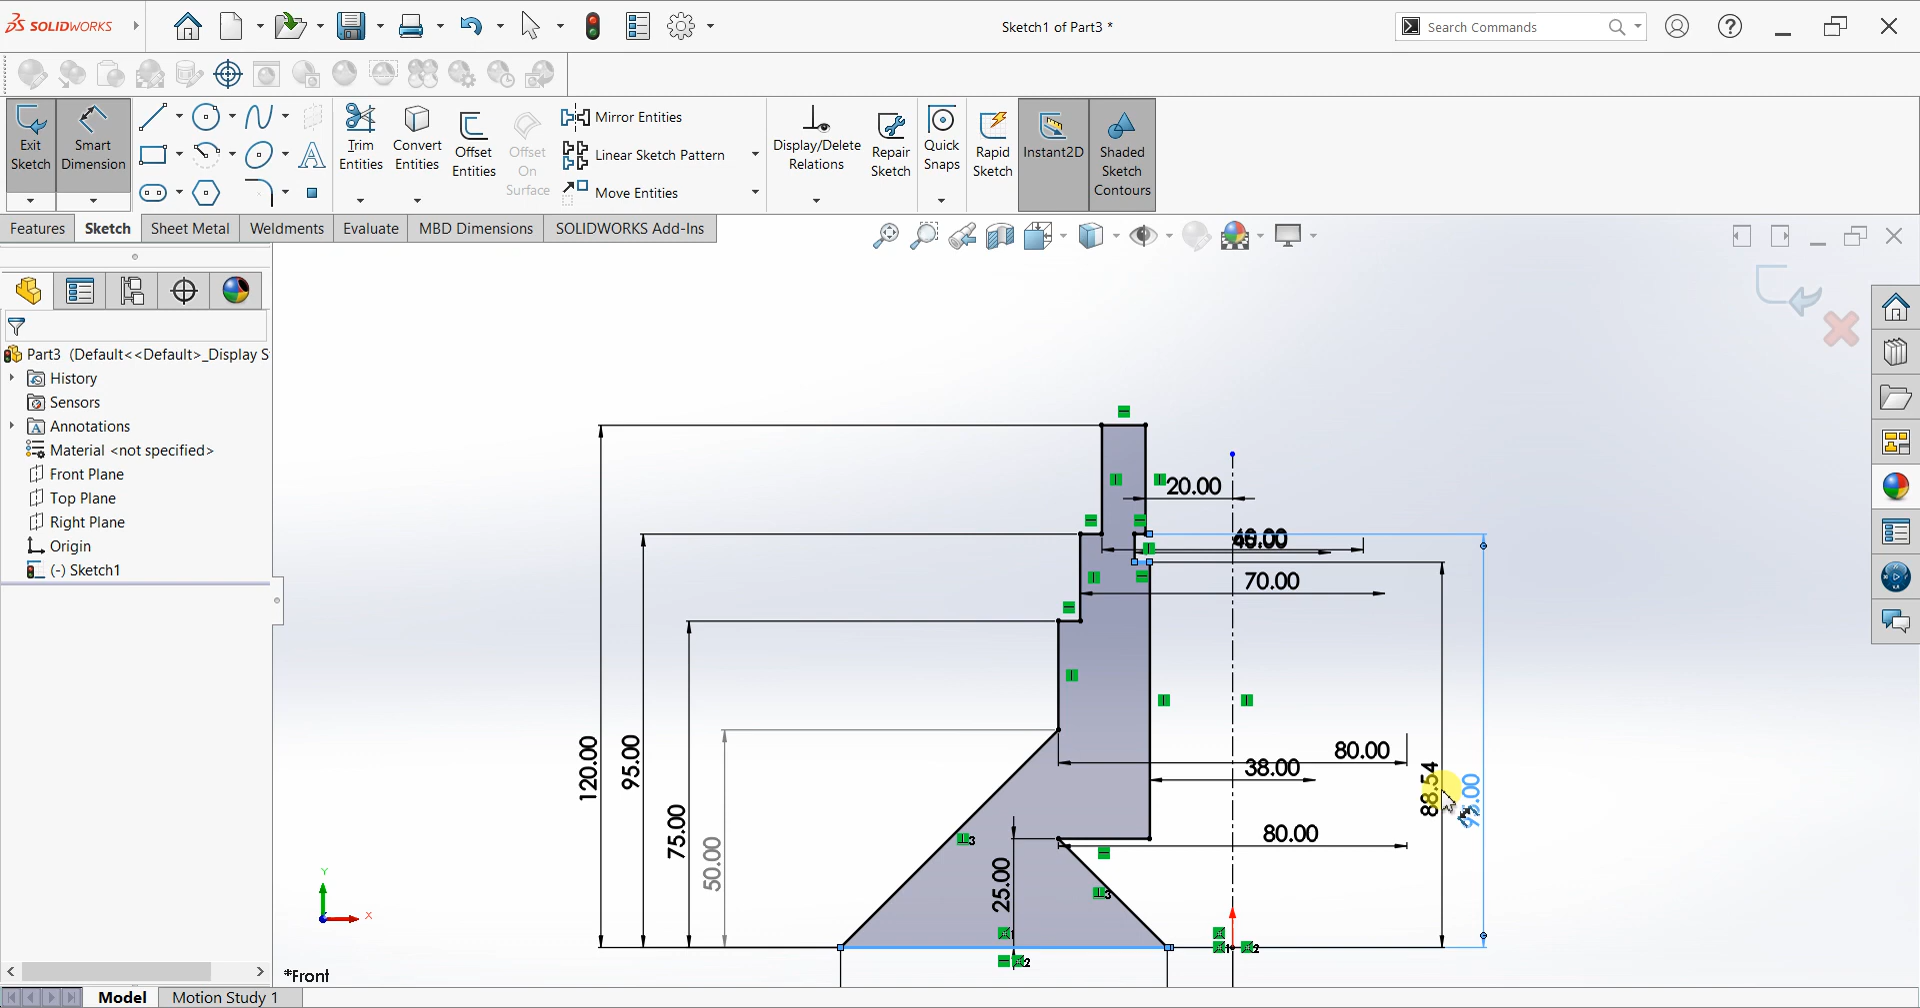 SOLIDWORKS
Sketch1 of Part3 *
Search Commands
Exit Sketch
Smart Dimension
Trim Entities
Convert Entities
Offset Entities
Offset On Surface
Mirror Entities
Linear Sketch Pattern
Move Entities
Display/Delete Relations
Repair Sketch
Quick Snaps
Rapid Sketch
Instant2D
Shaded Sketch Contours
Features
Sketch
Sheet Metal
Weldments
Evaluate
MBD Dimensions
SOLIDWORKS Add-Ins
Part3 (Default<<Default>_Display S
History
Sensors
Annotations
Material <not specified>
Front Plane
Top Plane
Right Plane
Origin
(-) Sketch1
20.00
70.00
120.00
95.00
75.00
50.00
25.00
80.00
38.00
80.00
88.54
Y
X
*Front
Model
Motion Study 1